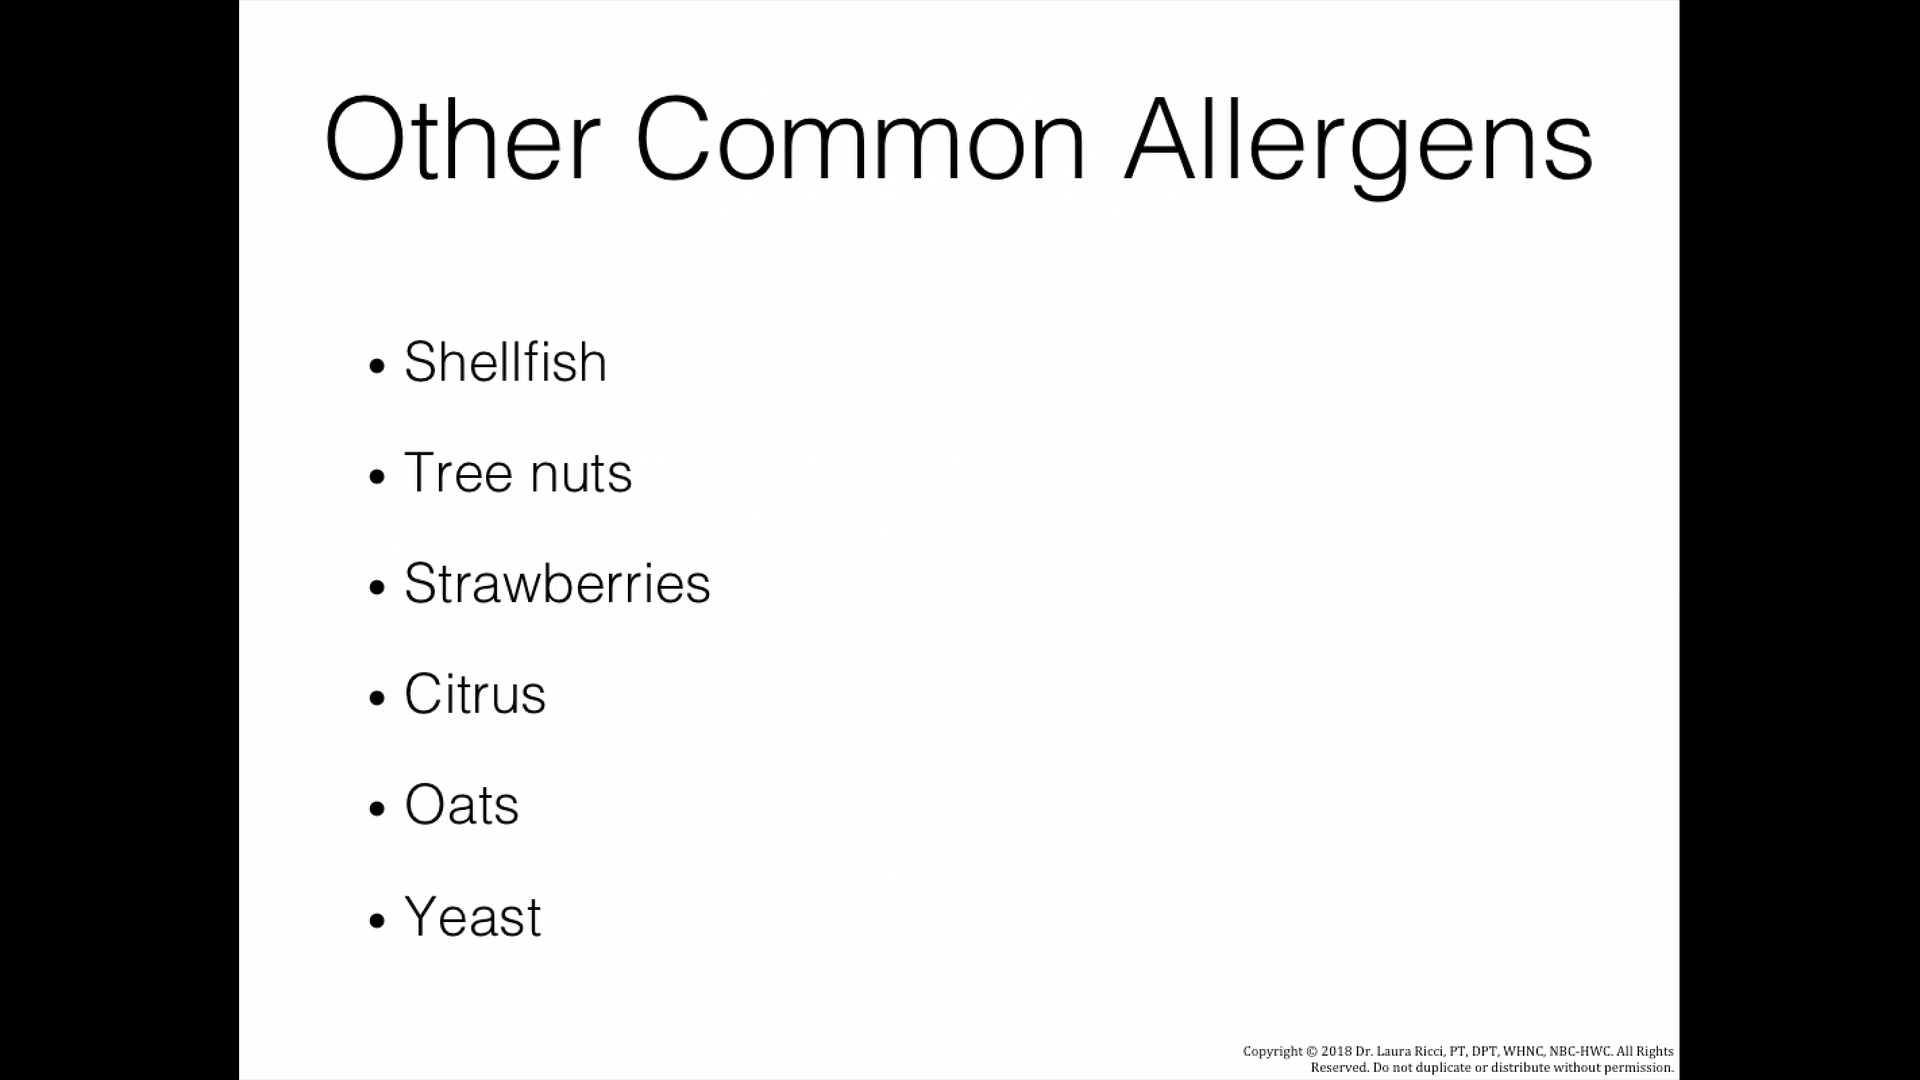 Other Common Allergens
• Shellfish
• Tree nuts
• Strawberries
• Citrus
• Oats
• Yeast
Copyright © 2018 Dr. Laura Ricci, PT, DPT, WHNC, NBC-HWC. All Rights
Reserved. Do not duplicate or distribute without permission.